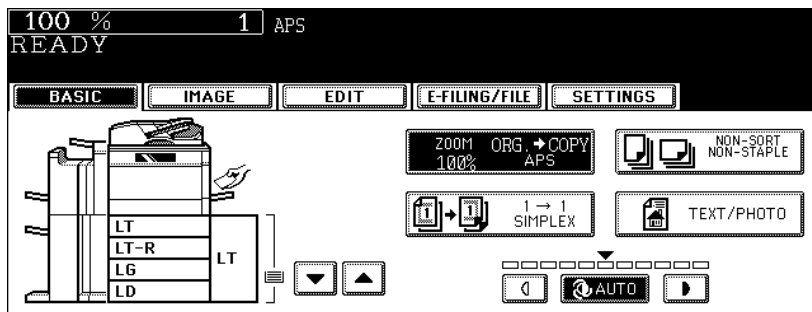 100 % 1 APS
READY
BASIC IMAGE EDIT E-FILING/FILE SETTINGS
ZOOM ORG.→COPY
100% APS
NON-SORT
NON-STAPLE
1 → 1
SIMPLEX
TEXT/PHOTO
LT
LT-R
LG
LD
LT
AUTO